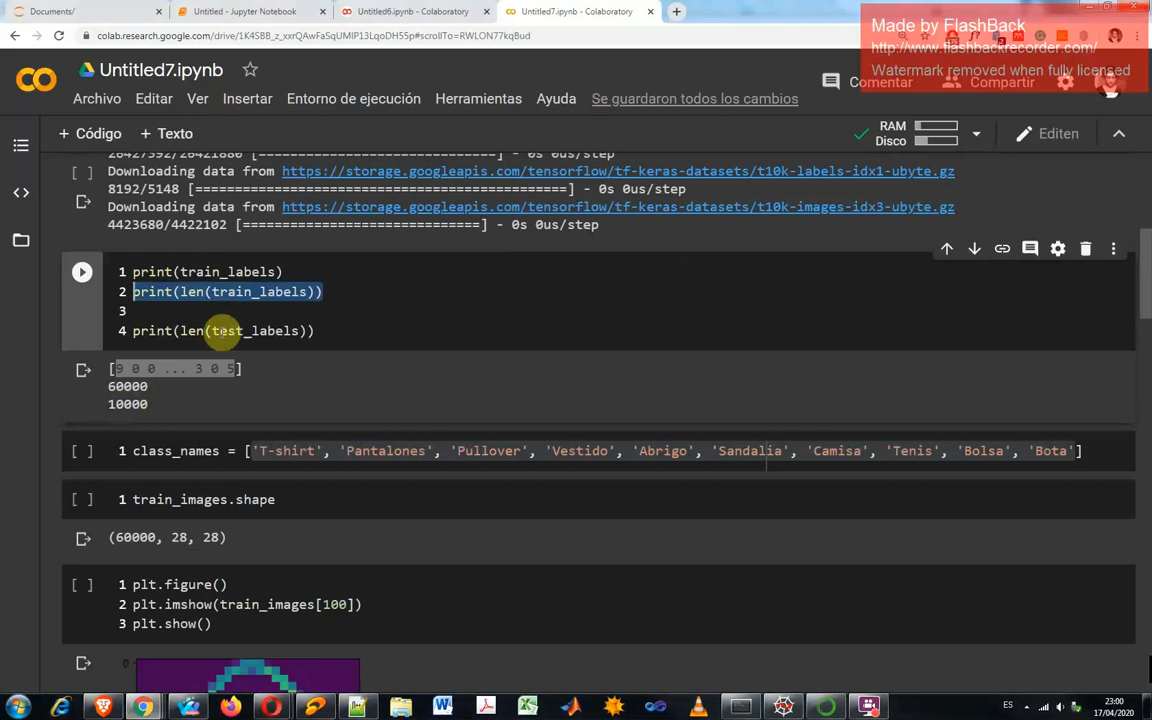 Documents/
Untitled - Jupyter Notebook
Untitled6.ipynb - Colaboratory
Untitled7.ipynb - Colaboratory
Made by FlashBack
http://www.flashbackrecorder.com/
Watermark removed when fully licensed
colab.research.google.com/drive/1K4SBB_z_xxrQAwFaSqUMIP13LqoDH55p#scrollTo=RWLON77kqBud
Untitled7.ipynb
Comentar
Compartir
Archivo Editar Ver Insertar Entorno de ejecución Herramientas Ayuda Se guardaron todos los cambios
+ Código + Texto
RAM
Disco
Editen
26427392/26421880 [==============================] - 0s 0us/step
Downloading data from https://storage.googleapis.com/tensorflow/tf-keras-datasets/t10k-labels-idx1-ubyte.gz
8192/5148 [===============================================] - 0s 0us/step
Downloading data from https://storage.googleapis.com/tensorflow/tf-keras-datasets/t10k-images-idx3-ubyte.gz
4423680/4422102 [==============================] - 0s 0us/step
1 print(train_labels)
2 print(len(train_labels))
3
4 print(len(test_labels))
[9 0 0 ... 3 0 5]
60000
10000
[ ] 1 class_names = ['T-shirt', 'Pantalones', 'Pullover', 'Vestido', 'Abrigo', 'Sandalia', 'Camisa', 'Tenis', 'Bolsa', 'Bota']
[ ] 1 train_images.shape
(60000, 28, 28)
[ ] 1 plt.figure()
2 plt.imshow(train_images[100])
3 plt.show()
0
ES
23:00
17/04/2020